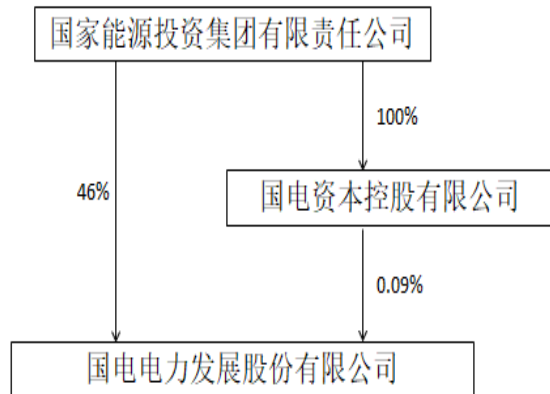 国家能源投资集团有限责任公司
100%
46%
国电资本控股有限公司
0.09%
国电电力发展股份有限公司